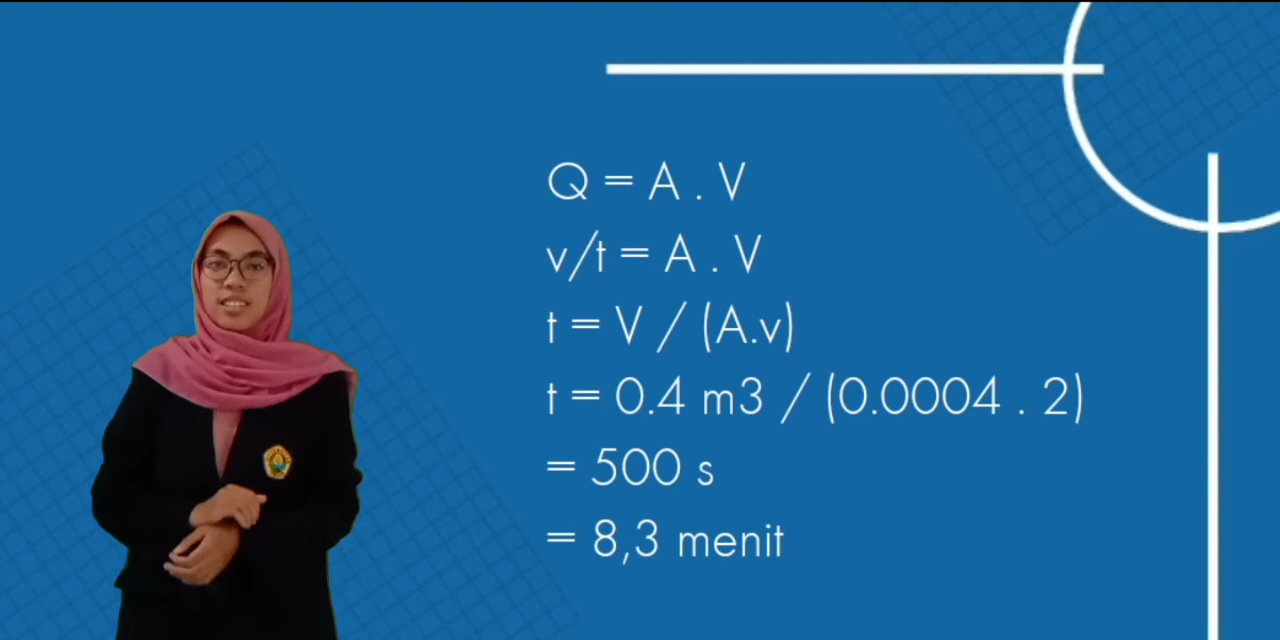 Q = A . V
v/t = A . V
t = V / (A.v)
t = 0.4 m3 / (0.0004 . 2)
= 500 s
= 8,3 menit